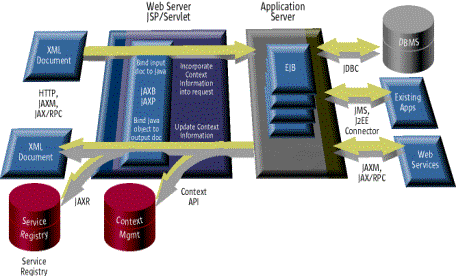 Web Server
JSP/Servlet
Application
Server
XML
Document
Bind input
doc to Java
JAXB
JAXP
Bind Java
object to
output doc
Incorporate
Context
Information
into request
Update Context
Information
EJB
DBMS
JDBC
HTTP,
JAXM,
JAX/RPC
JMS,
J2EE
Connector
Existing
Apps
XML
Document
JAXM,
JAX/RPC
Web
Services
JAXR
Context
API
Service
Registry
Context
Mgmt
Service
Registry